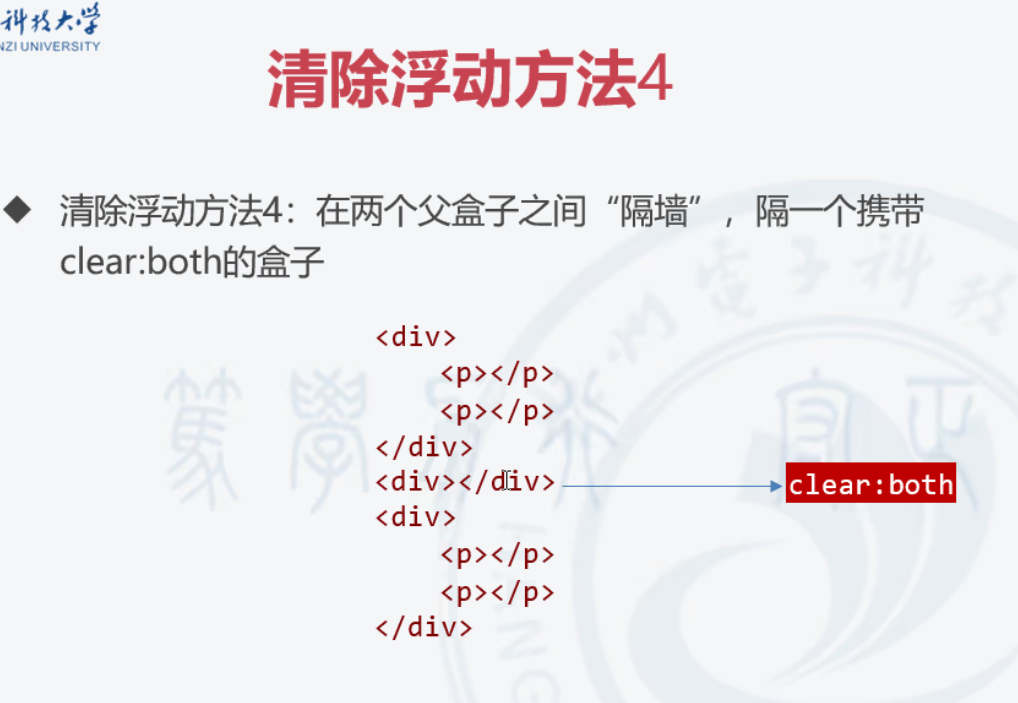 科技大学
NZI UNIVERSITY
清除浮动方法4
◆ 清除浮动方法4：在两个父盒子之间“隔墙”，隔一个携带
clear:both的盒子
<div>
<p></p>
<p></p>
</div>
<div></div>
clear:both
<div>
<p></p>
<p></p>
</div>